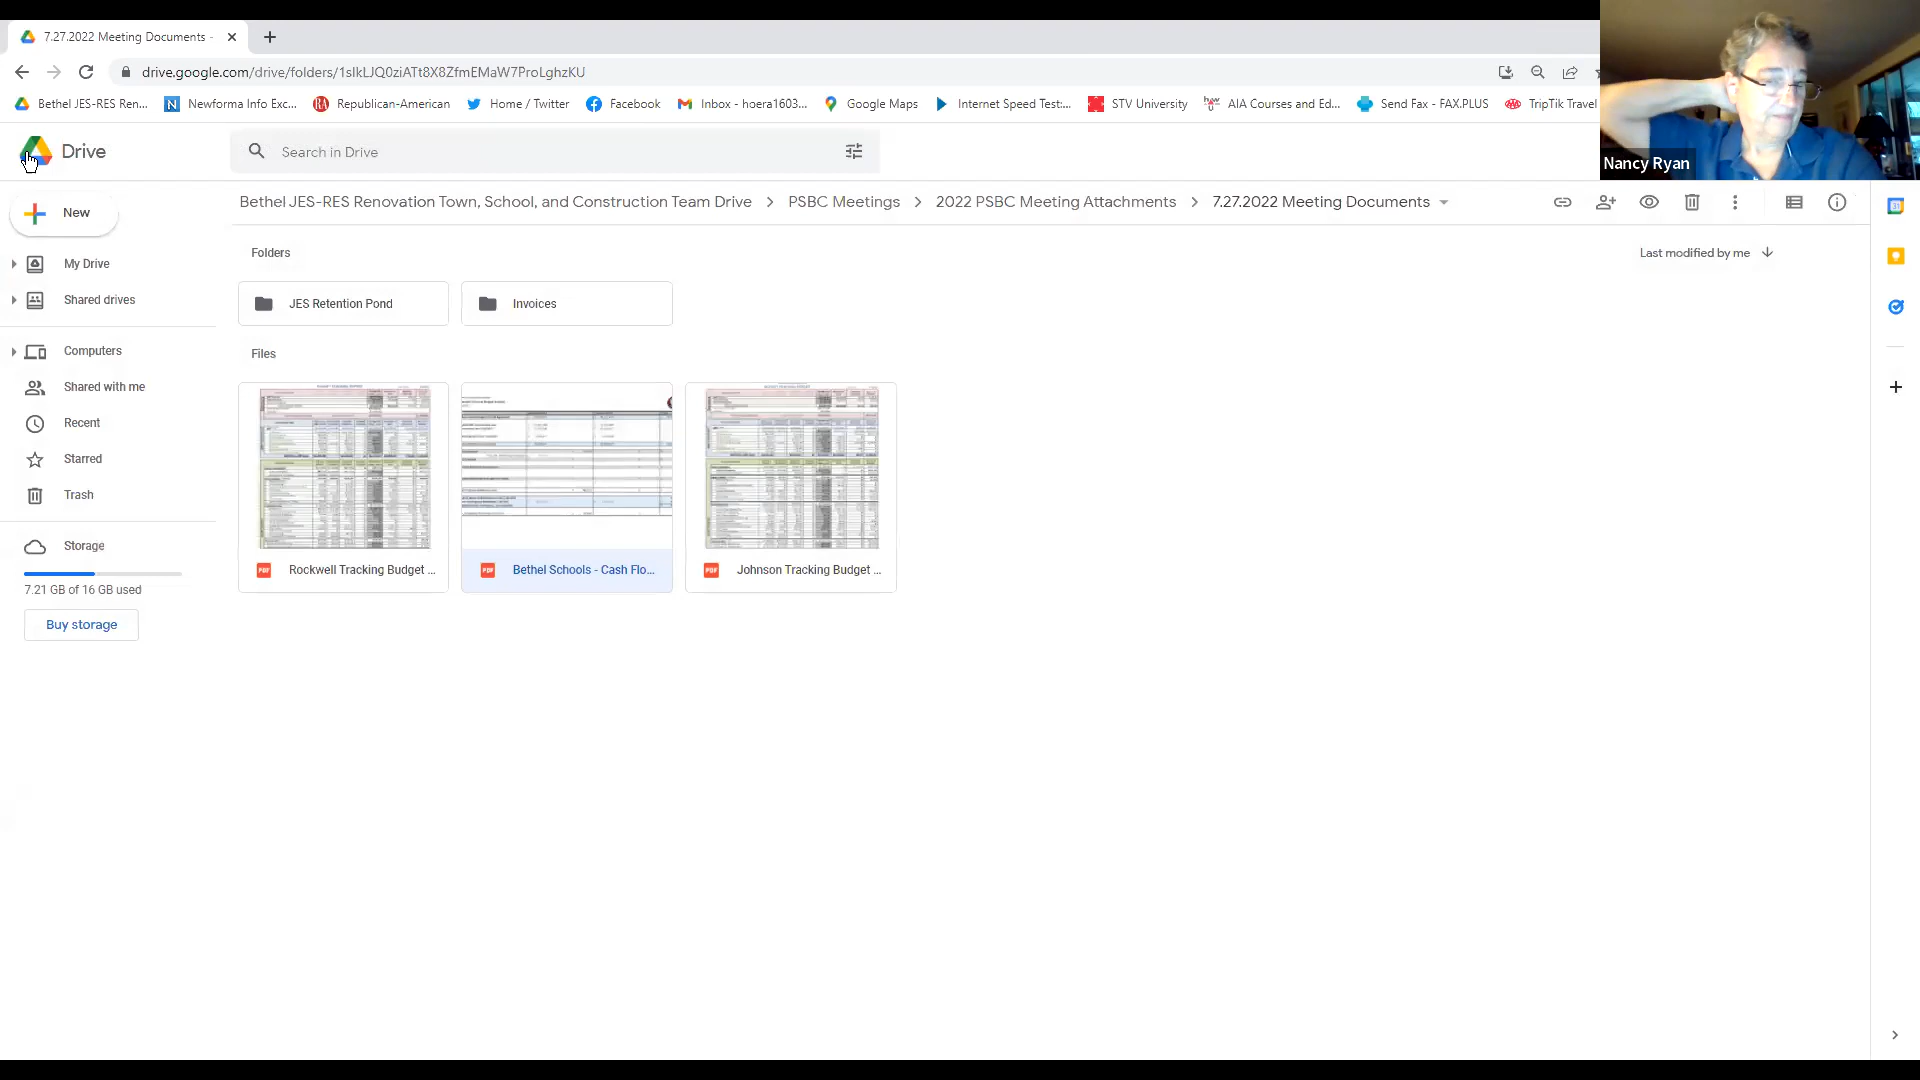 7.27.2022 Meeting Documents -
drive.google.com/drive/folders/1sIkLJQ0ziATt8X8ZfmEMaW7ProLghzKU
Bethel JES-RES Ren... Newforma Info Exc... Republican-American Home / Twitter Facebook Inbox - hoera1603... Google Maps Internet Speed Test:... STV University AIA Courses and Ed... Send Fax - FAX.PLUS TripTik Travel
Nancy Ryan
Drive
Search in Drive
New
Bethel JES-RES Renovation Town, School, and Construction Team Drive > PSBC Meetings > 2022 PSBC Meeting Attachments > 7.27.2022 Meeting Documents
My Drive
Shared drives
Computers
Shared with me
Recent
Starred
Trash
Storage
7.21 GB of 16 GB used
Buy storage
Folders
Last modified by me
JES Retention Pond
Invoices
Files
PDF Rockwell Tracking Budget ...
PDF Bethel Schools - Cash Flo...
PDF Johnson Tracking Budget ...
31